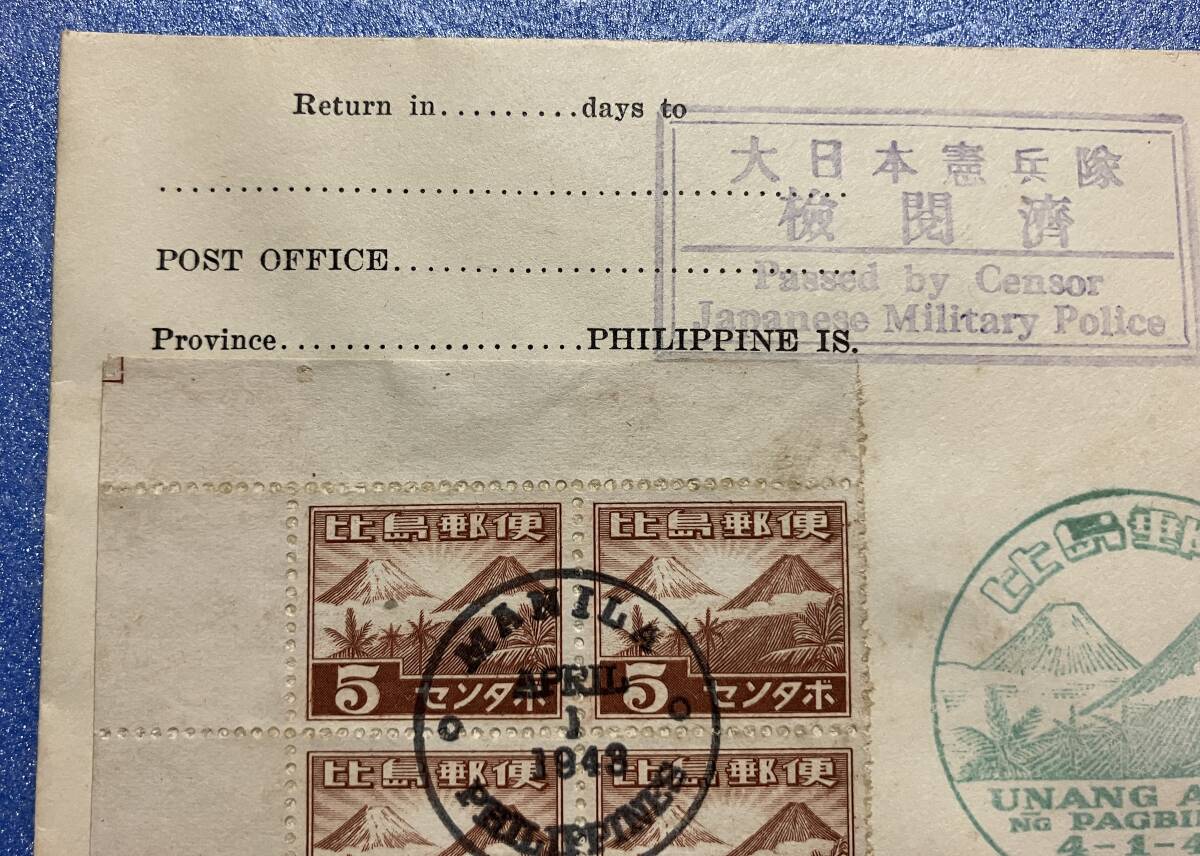 Return in.........days to
大日本憲兵隊
檢閲濟
POST OFFICE..............................
Passed by Censor
Japanese Military Police
Province....................PHILIPPINE IS.
比島郵便
5 センタボ
比島郵便
5 センタボ
MANILA
APRIL
1
1943
PHILIPPINES
比島郵便
比島郵便
比島郵
UNANG A
NG PAGBI
4-1-4